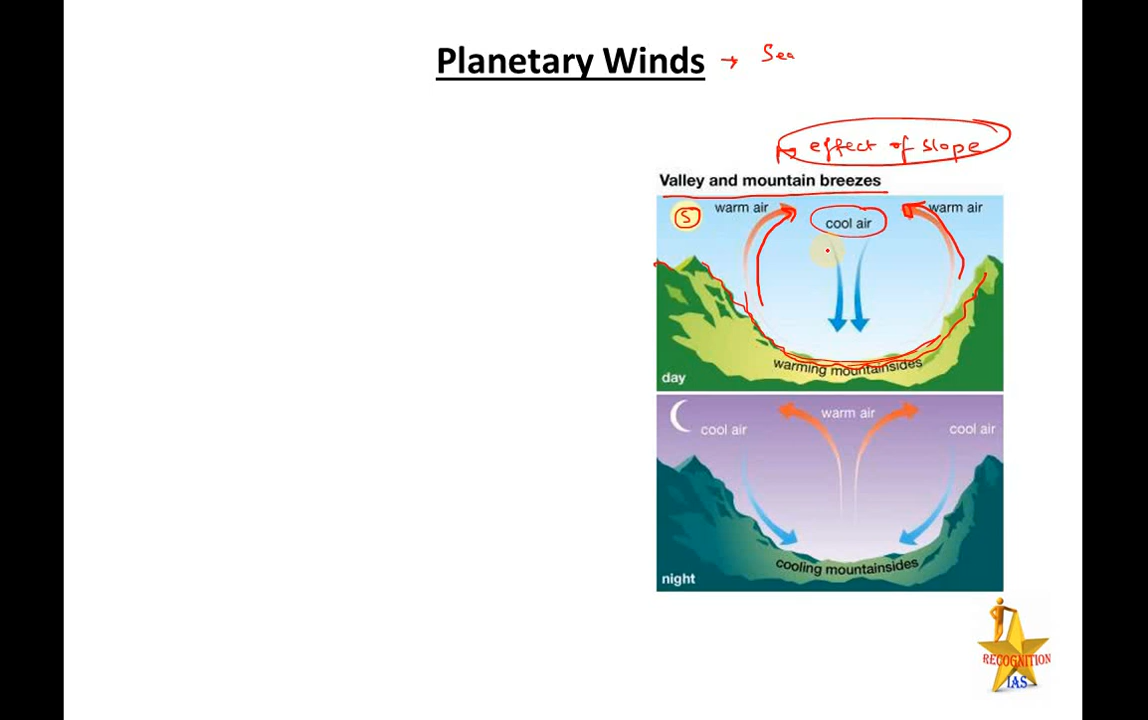 Planetary Winds → Sea
effect of slope
Valley and mountain breezes
S
warm air
cool air
warm air
warming mountainsides
day
warm air
cool air
cool air
cooling mountainsides
night
RECOGNITION
IAS